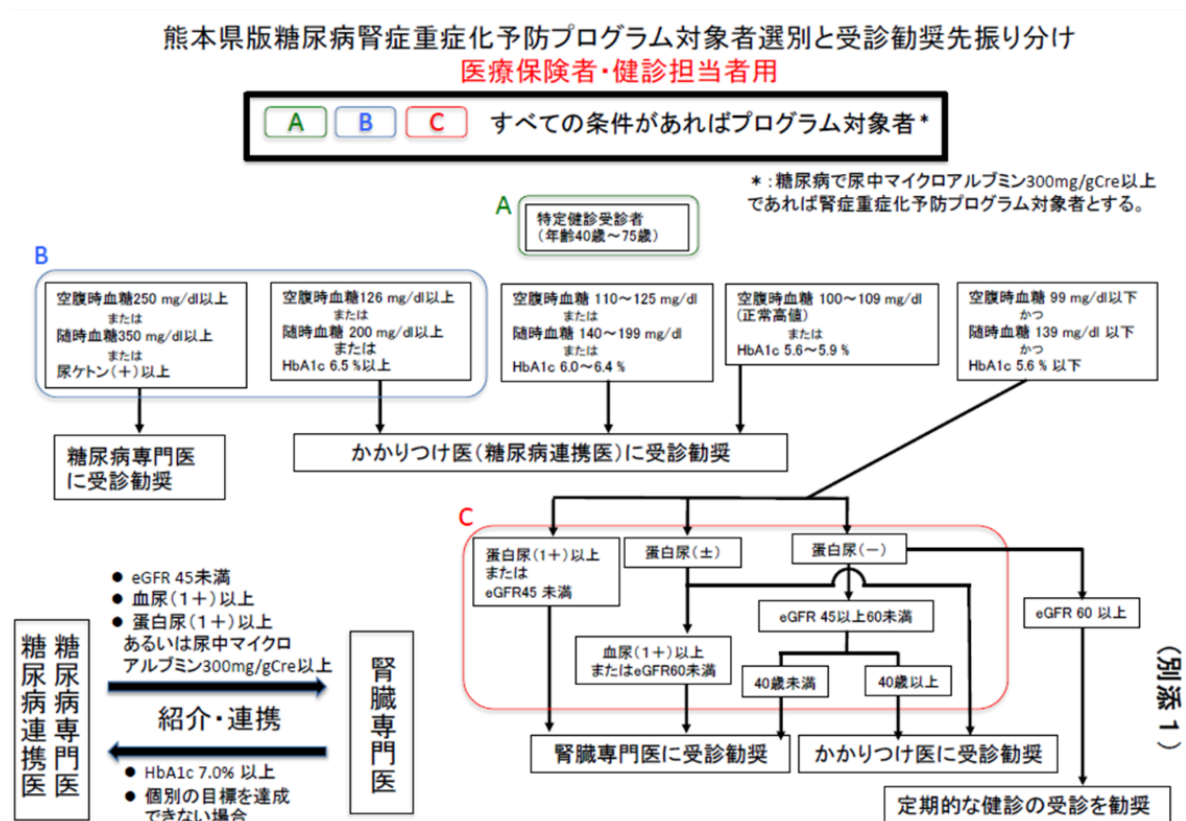 熊本県版糖尿病腎症重症化予防プログラム対象者選別と受診勧奨先振り分け
医療保険者・健診担当者用
A B C すべての条件があればプログラム対象者*
*:糖尿病で尿中マイクロアルブミン300mg/gCre以上
であれば腎症重症化予防プログラム対象者とする。
A
特定健診受診者
(年齢40歳~75歳)
B
空腹時血糖250 mg/dl以上
または
随時血糖350 mg/dl以上
または
尿ケトン(+)以上
空腹時血糖126 mg/dl以上
または
随時血糖 200 mg/dl以上
または
HbA1c 6.5 %以上
空腹時血糖 110~125 mg/dl
または
随時血糖 140~199 mg/dl
または
HbA1c 6.0~6.4 %
空腹時血糖 100~109 mg/dl
(正常高値)
または
HbA1c 5.6~5.9 %
空腹時血糖 99 mg/dl以下
かつ
随時血糖 139 mg/dl 以下
かつ
HbA1c 5.6 % 以下
糖尿病専門医
に受診勧奨
かかりつけ医(糖尿病連携医)に受診勧奨
C
蛋白尿(1+)以上
または
eGFR45 未満
蛋白尿(±)
蛋白尿(-)
eGFR 45以上60未満
eGFR 60 以上
血尿(1+)以上
またはeGFR60未満
40歳未満
40歳以上
腎臓専門医に受診勧奨
かかりつけ医に受診勧奨
定期的な健診の受診を勧奨
● eGFR 45未満
● 血尿(1+)以上
● 蛋白尿(1+)以上
あるいは尿中マイクロ
アルブミン300mg/gCre以上
糖尿病専門医
糖尿病連携医
紹介・連携
腎臓専門医
● HbA1c 7.0% 以上
● 個別の目標を達成
できない場合
(別添1)